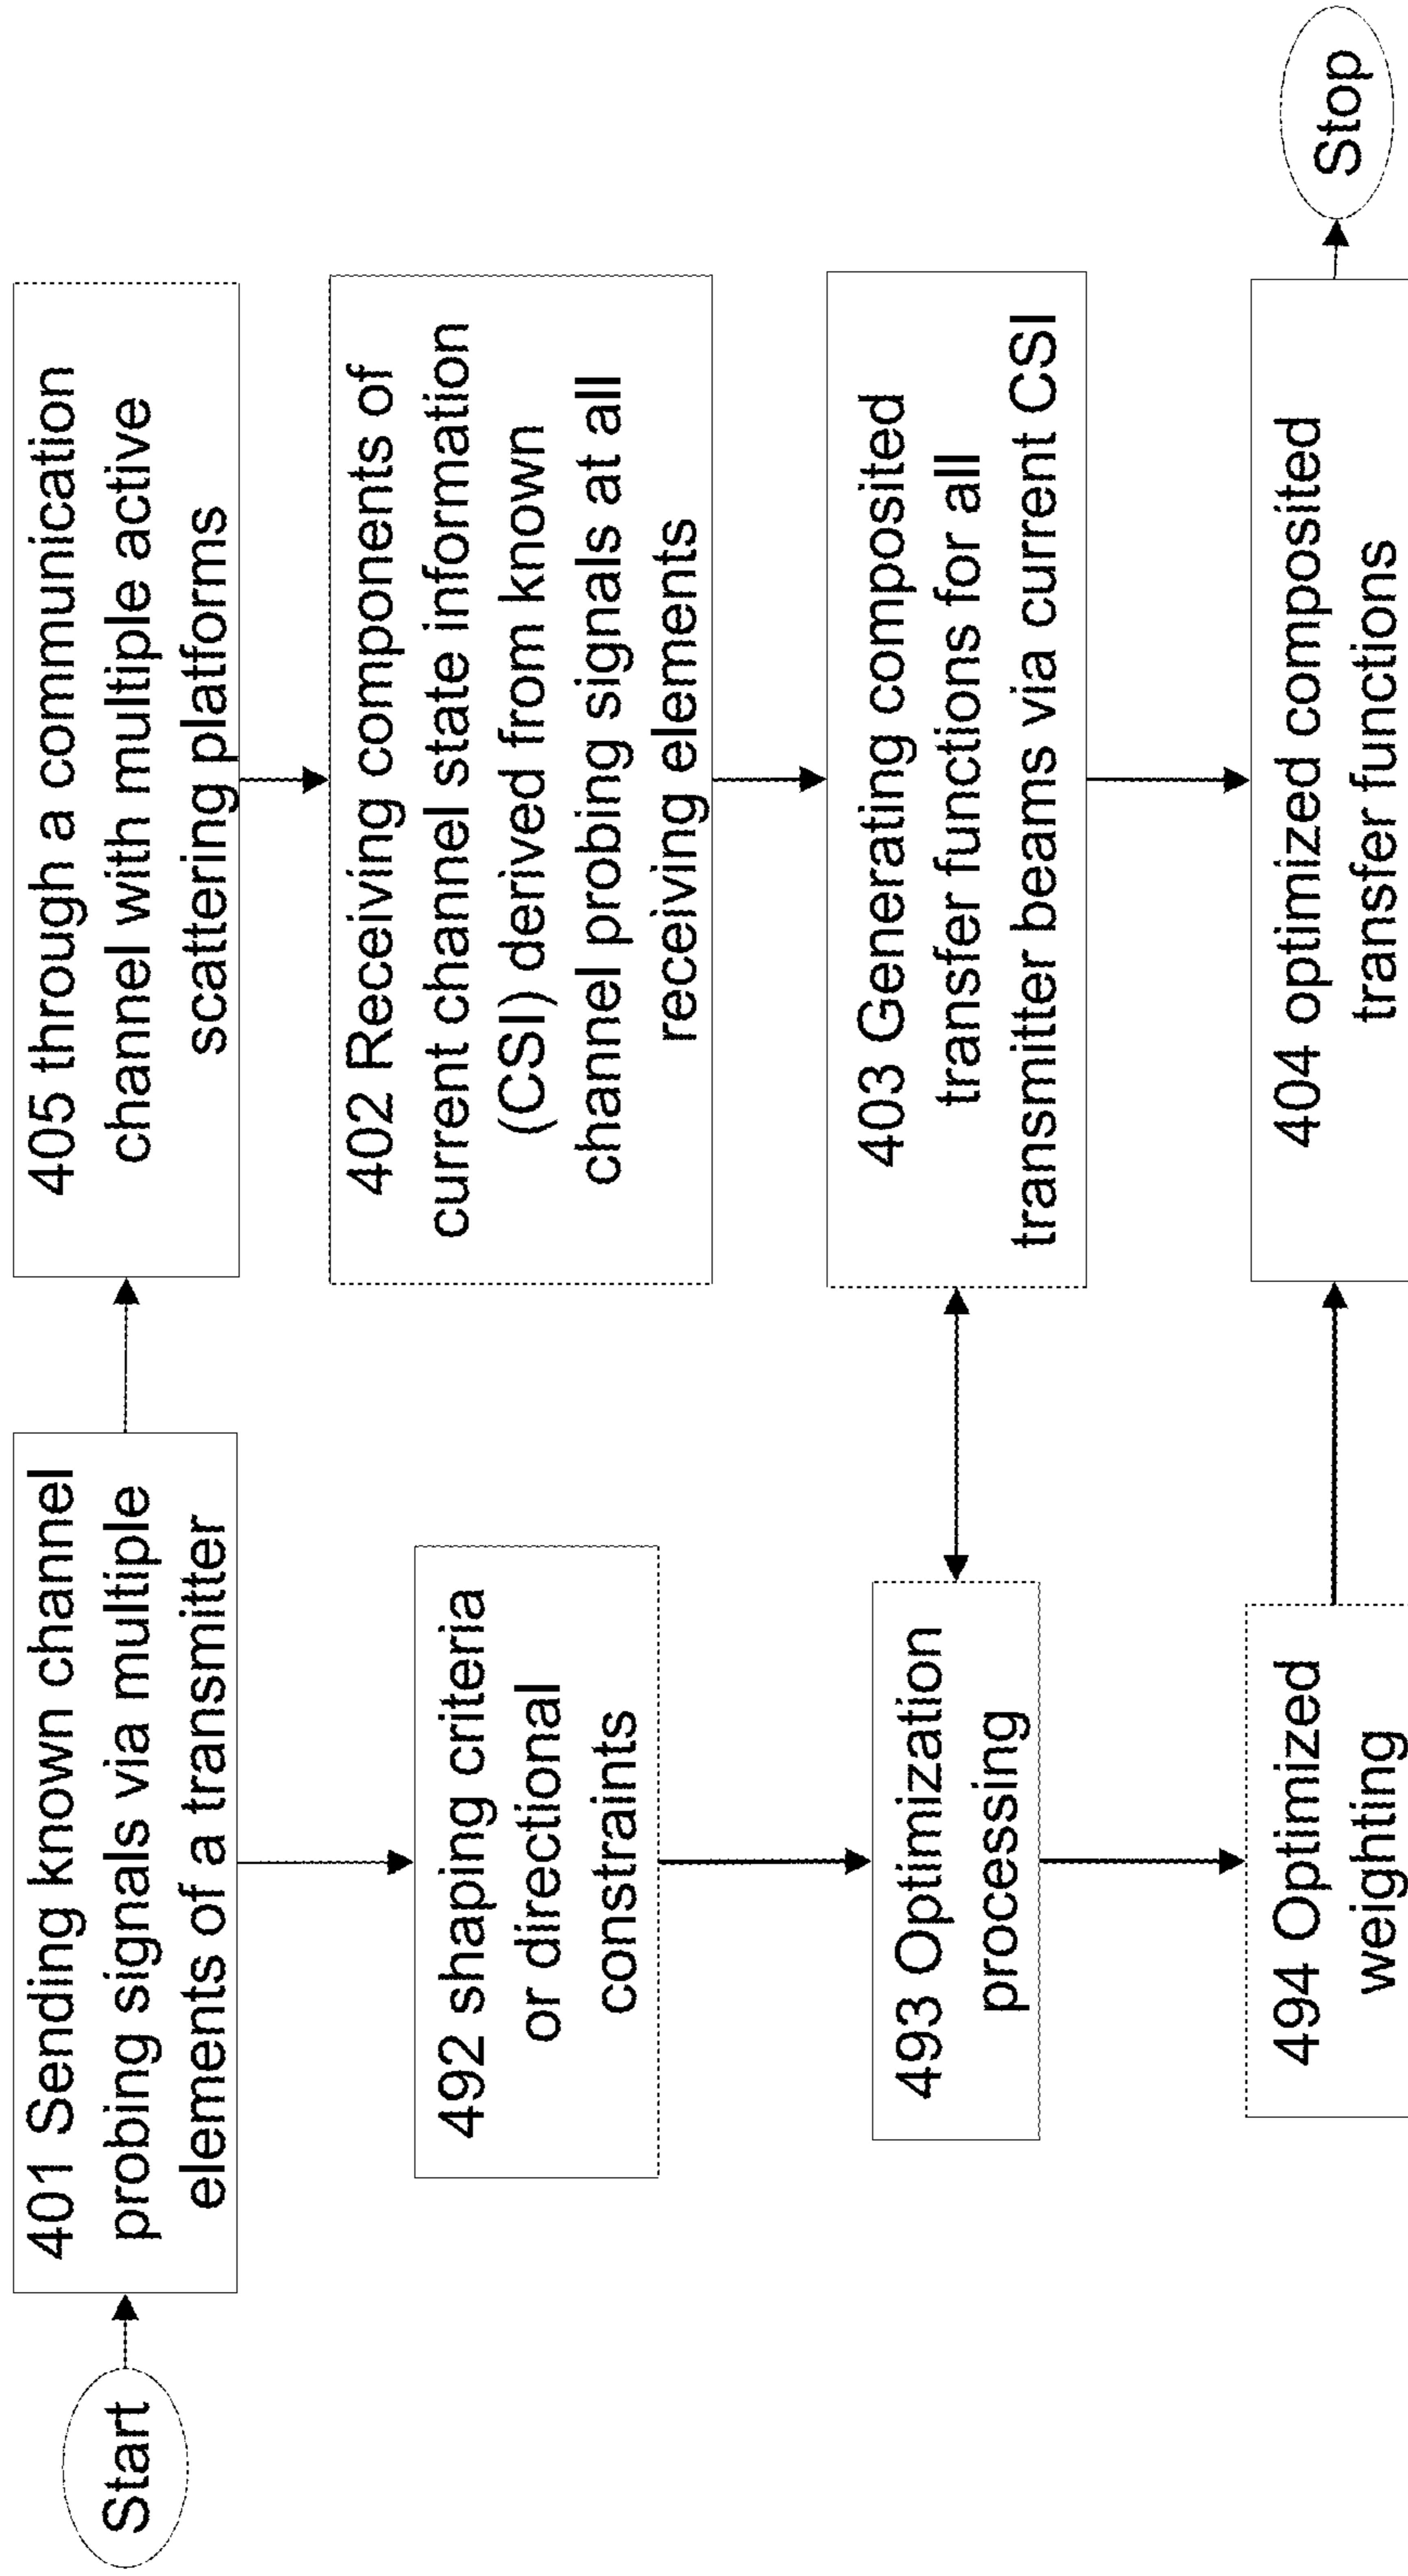 Start
401 Sending known channel
probing signals via multiple
elements of a transmitter
405 through a communication
channel with multiple active
scattering platforms
492 shaping criteria
or directional
constraints
402 Receiving components of
current channel state information
(CSI) derived from known
channel probing signals at all
receiving elements
493 Optimization
processing
403 Generating composited
transfer functions for all
transmitter beams via current CSI
494 Optimized
weighting
404 optimized composited
transfer functions
Stop